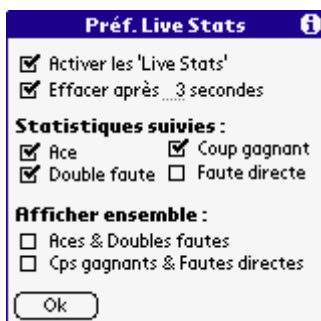 Préf. Live Stats
Activer les 'Live Stats'
Effacer après 3 secondes
Statistiques suivies :
Ace Coup gagnant
Double faute Faute directe
Afficher ensemble :
Aces & Doubles fautes
Cps gagnants & Fautes directes
Ok